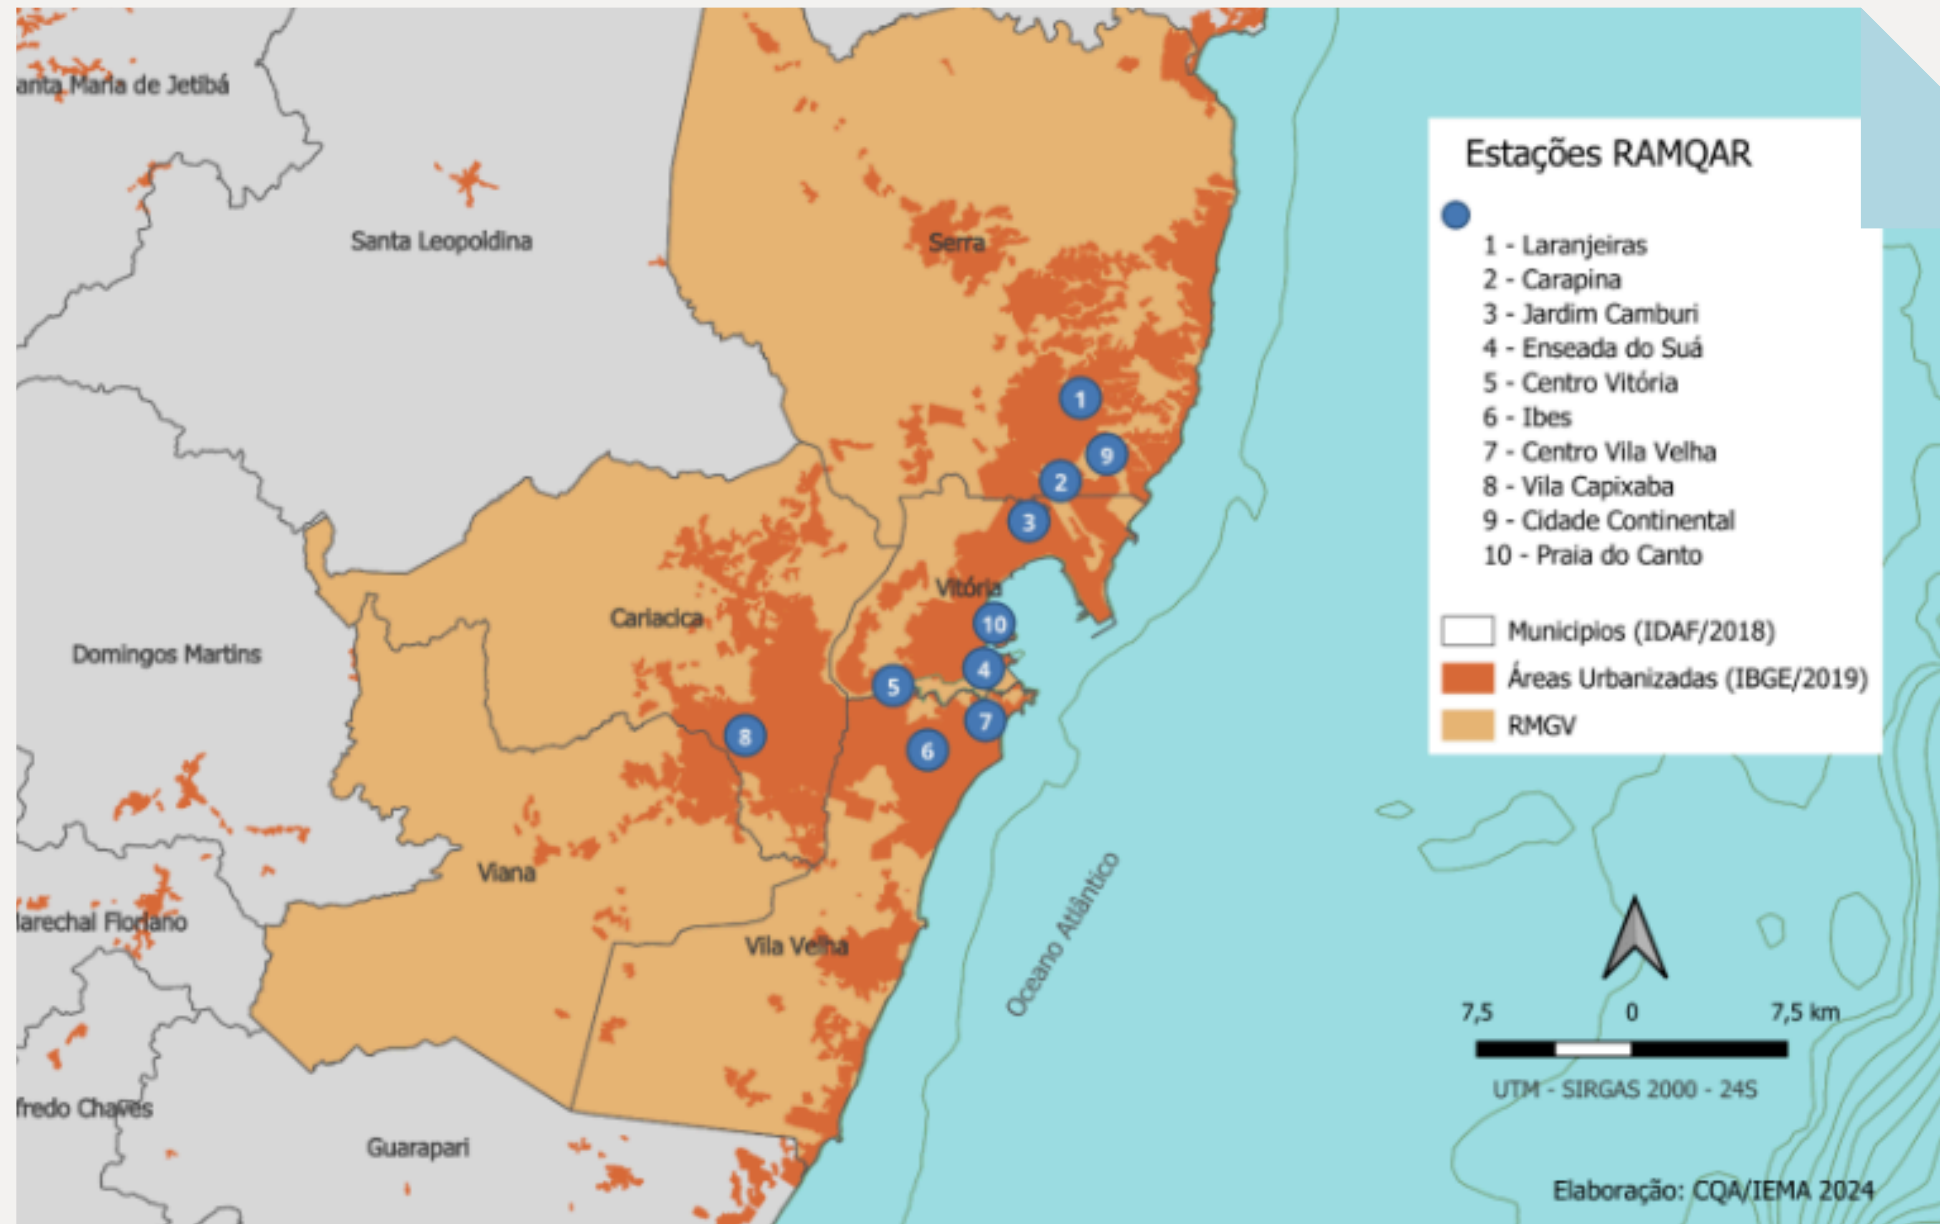 anta Maria de Jetibá
Santa Leopoldina
Serra
Cariacica
Vitória
Domingos Martins
Viana
Vila Velha
arechal Floriano
fredo Chaves
Guarapari
Oceano Atlântico
1
9
2
3
10
4
5
7
8
6
Estações RAMQAR
1 - Laranjeiras
2 - Carapina
3 - Jardim Camburi
4 - Enseada do Suá
5 - Centro Vitória
6 - Ibes
7 - Centro Vila Velha
8 - Vila Capixaba
9 - Cidade Continental
10 - Praia do Canto
Municipios (IDAF/2018)
Áreas Urbanizadas (IBGE/2019)
RMGV
7,5 0 7,5 km
UTM - SIRGAS 2000 - 24S
Elaboração: CQA/IEMA 2024